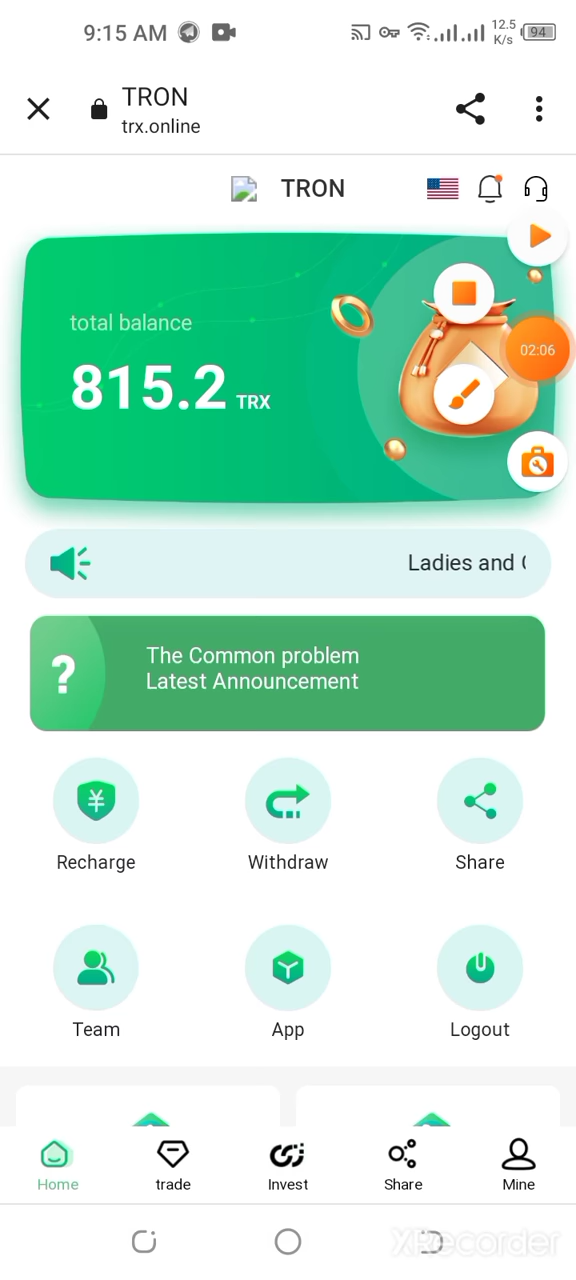 9:15 AM
12.5
K/s
94
TRON
trx.online
TRON
total balance
815.2 TRX
02:06
Ladies and
?
The Common problem
Latest Announcement
Recharge
Withdraw
Share
Team
App
Logout
Home
trade
Invest
Share
Mine
XRecorder